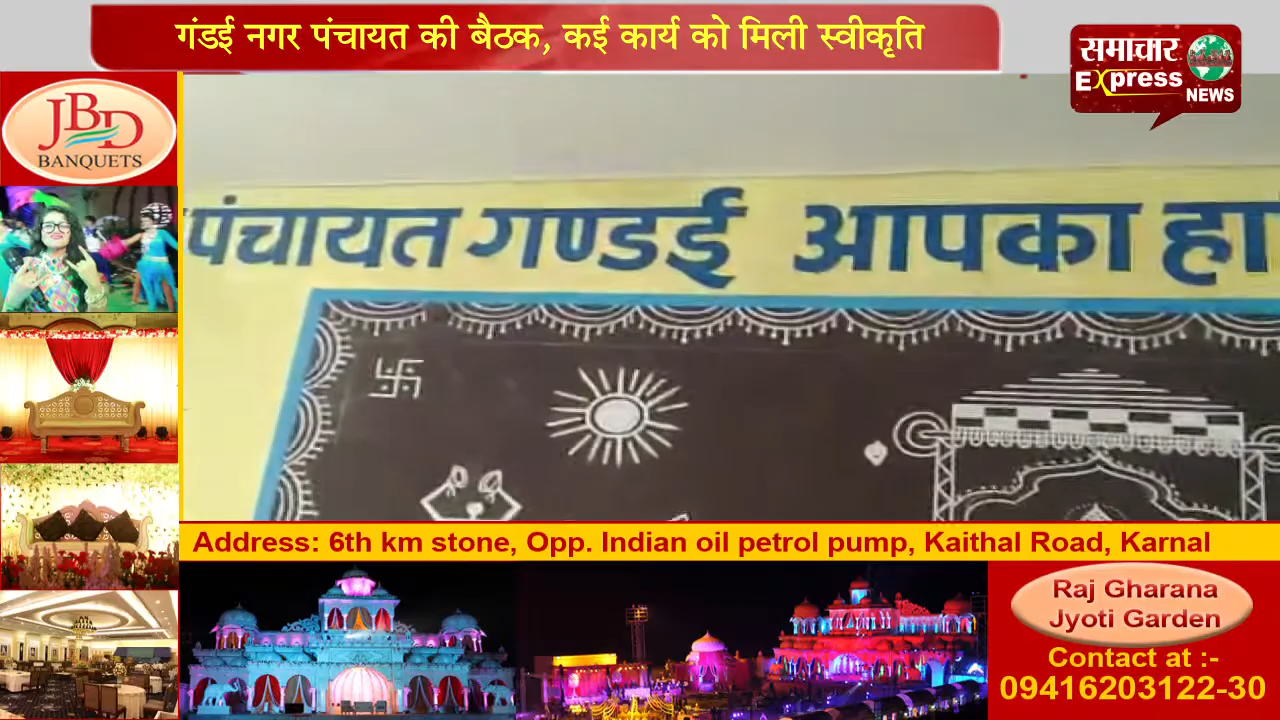 गंडई नगर पंचायत की बैठक, कई कार्य को मिली स्वीकृति
समाचार
Express
NEWS
JBD
BANQUETS
पंचायत गण्डई आपका हा
Address: 6th km stone, Opp. Indian oil petrol pump, Kaithal Road, Karnal
Raj Gharana
Jyoti Garden
Contact at :-
09416203122-30